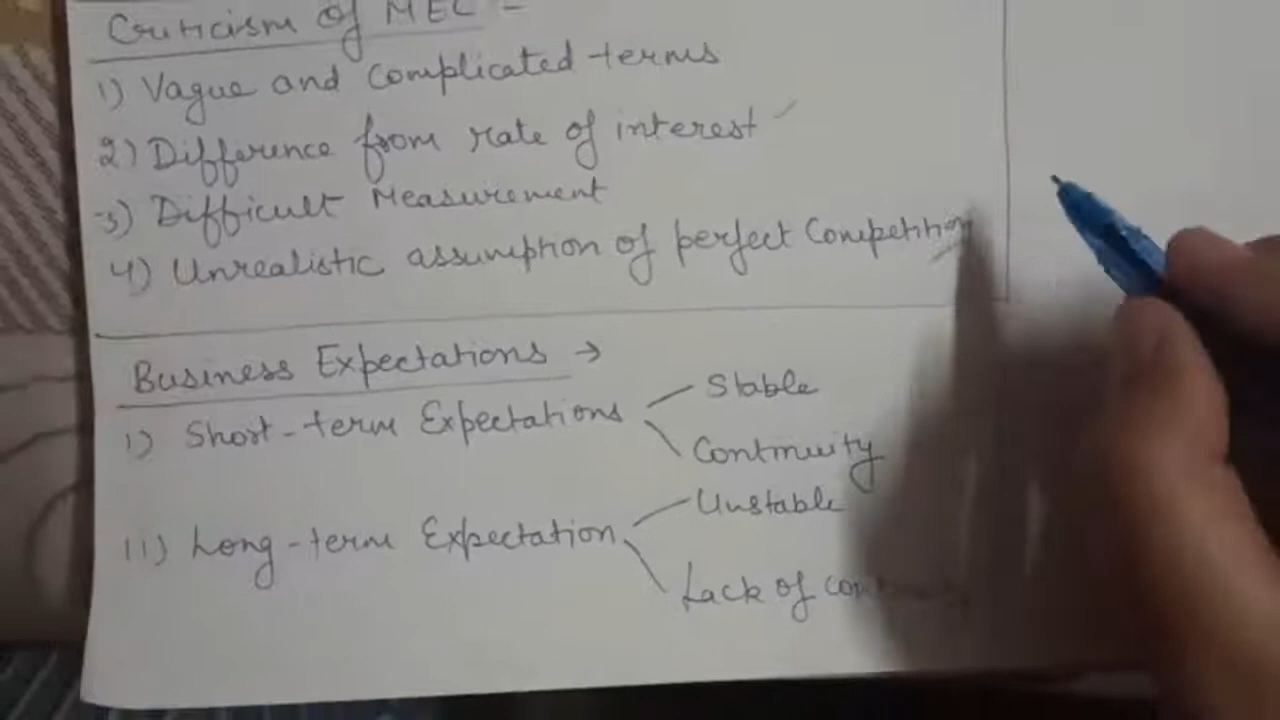 Criticism of MEC -
1) Vague and Complicated terms
2) Difference from rate of interest
3) Difficult Measurement
4) Unrealistic assumption of perfect Competition
Business Expectations →
i) Short-term Expectations
Stable
Continuity
ii) Long-term Expectation
Unstable
Lack of